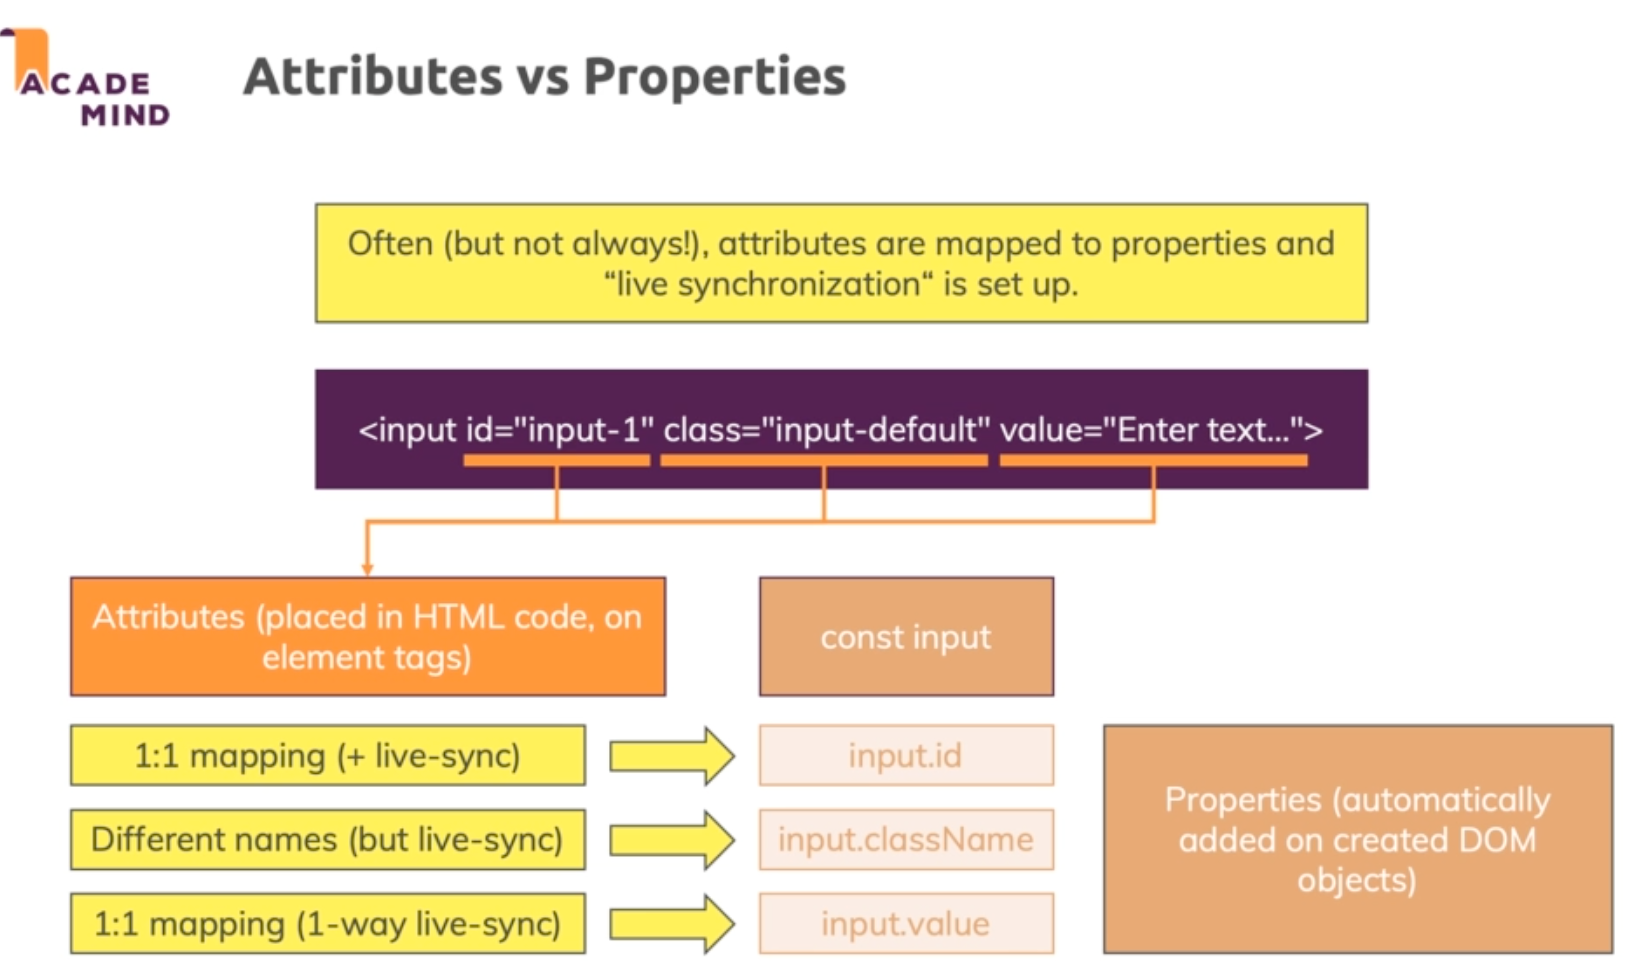 ACADE
MIND
Attributes vs Properties
Often (but not always!), attributes are mapped to properties and
“live synchronization“ is set up.
<input id="input-1" class="input-default" value="Enter text...">
Attributes (placed in HTML code, on
element tags)
const input
1:1 mapping (+ live-sync)
input.id
Different names (but live-sync)
input.className
1:1 mapping (1-way live-sync)
input.value
Properties (automatically
added on created DOM
objects)